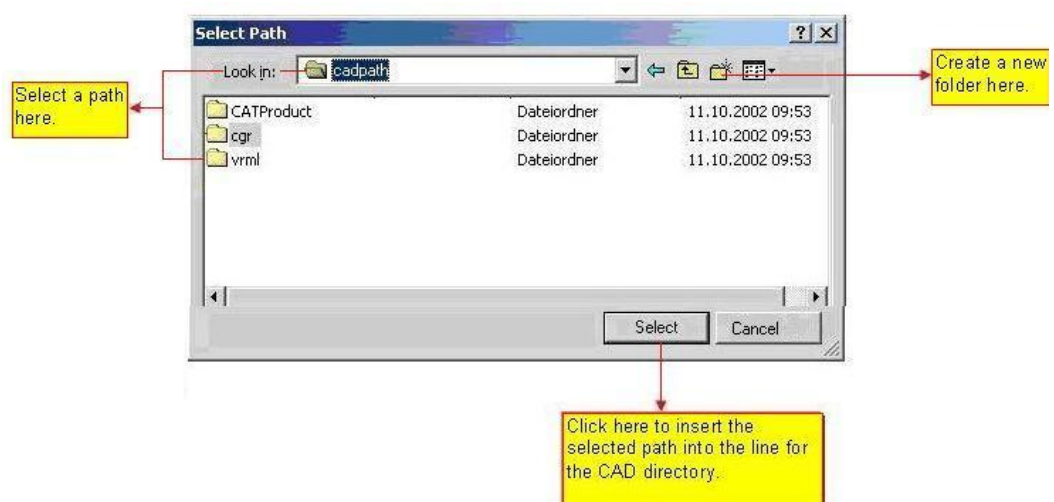 Select Path
Look in: cadpath
Create a new
folder here.
Select a path
here.
CATProduct Dateiordner 11.10.2002 09:53
cgr Dateiordner 11.10.2002 09:53
vrml Dateiordner 11.10.2002 09:53
Select Cancel
Click here to insert the
selected path into the line for
the CAD directory.